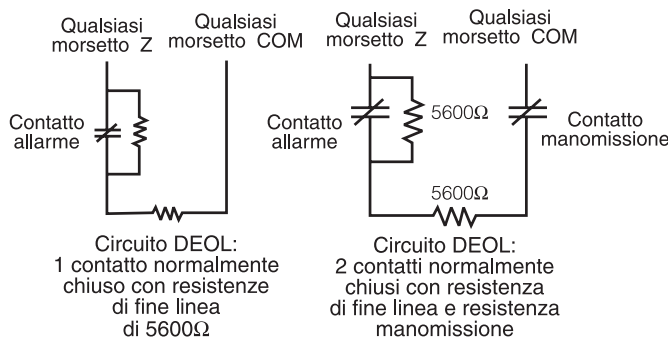 Qualsiasi
morsetto Z
Qualsiasi
morsetto COM
Contatto
allarme
Circuito DEOL:
1 contatto normalmente
chiuso con resistenze
di fine linea
di 5600Ω
Qualsiasi
morsetto Z
Qualsiasi
morsetto COM
Contatto
allarme
5600Ω
Contatto
manomissione
5600Ω
Circuito DEOL:
2 contatti normalmente
chiusi con resistenza
di fine linea e resistenza
manomissione